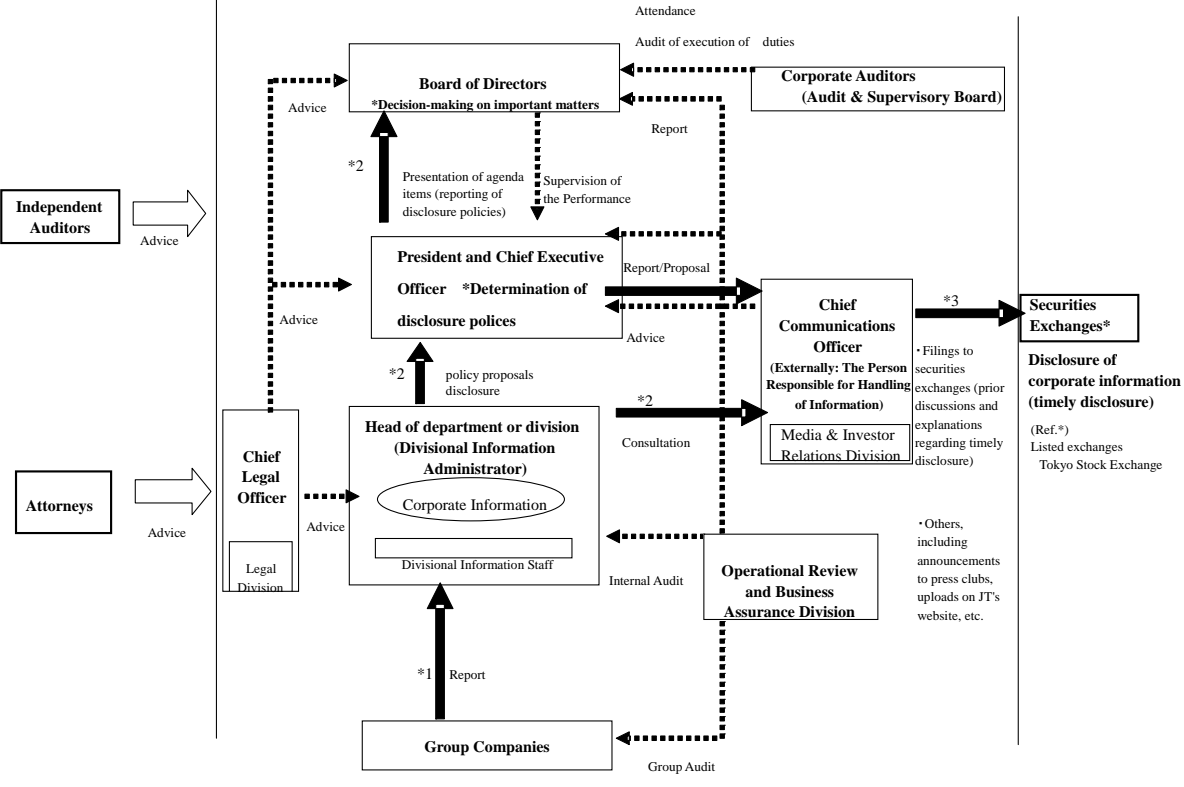 Attendance
Audit of execution of duties
Board of Directors
*Decision-making on important matters
Corporate Auditors
(Audit & Supervisory Board)
Advice
Report
*2
Presentation of agenda
items (reporting of
disclosure policies)
Supervision of
the Performance
Independent
Auditors
Advice
President and Chief Executive
Officer *Determination of
disclosure polices
Report/Proposal
Advice
Advice
Chief
Communications
Officer
(Externally: The Person
Responsible for Handling
of Information)
Media & Investor
Relations Division
*3
Securities
Exchanges*
・Filings to
securities
exchanges (prior
discussions and
explanations
regarding timely
disclosure)
Disclosure of
corporate information
(timely disclosure)
(Ref.*)
Listed exchanges
Tokyo Stock Exchange
*2
policy proposals
disclosure
Head of department or division
(Divisional Information
Administrator)
Corporate Information
Divisional Information Staff
*2
Consultation
Chief
Legal
Officer
Legal
Division
Advice
Attorneys
Advice
Internal Audit
Operational Review
and Business
Assurance Division
・Others,
including
announcements
to press clubs,
uploads on JT's
website, etc.
*1
Report
Group Companies
Group Audit